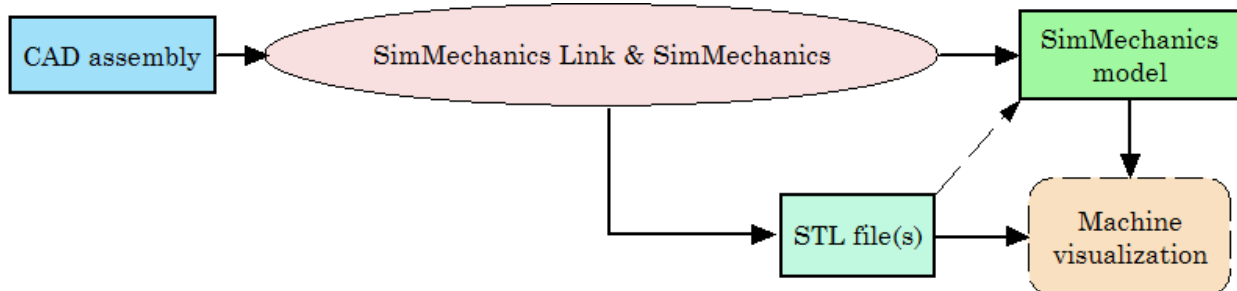 CAD assembly
SimMechanics Link & SimMechanics
SimMechanics
model
STL file(s)
Machine
visualization